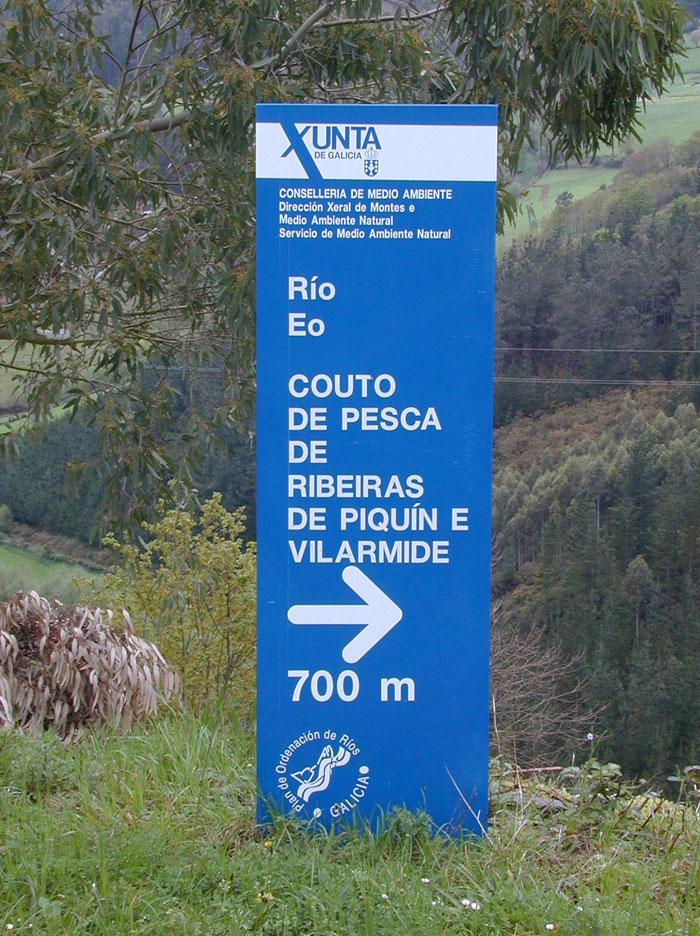 XUNTA
DE GALICIA
CONSELLERIA DE MEDIO AMBIENTE
Dirección Xeral de Montes e
Medio Ambiente Natural
Servicio de Medio Ambiente Natural
Río
Eo
COUTO
DE PESCA
DE
RIBEIRAS
DE PIQUÍN E
VILARMIDE
700 m
Plan de Ordenación de Ríos
GALICIA